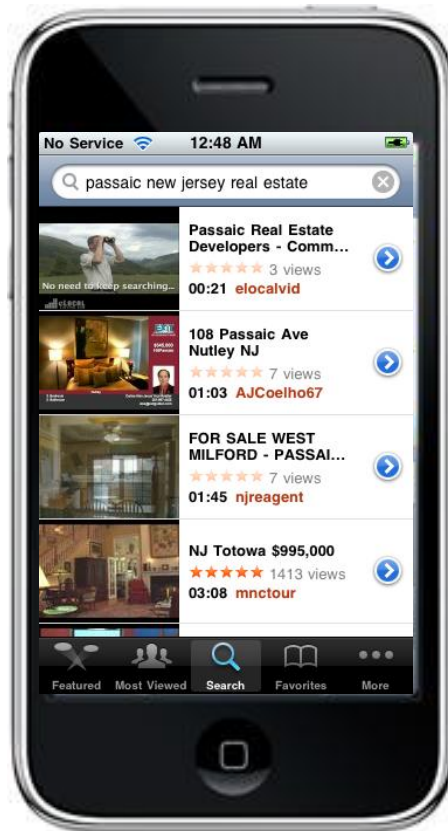 No Service 12:48 AM
passaic new jersey real estate
No need to keep searching...
eLOCAL
Passaic Real Estate
Developers - Comm...
3 views
00:21 elocalvid
$945,000
108 Passaic Ave
Nutley NJ
7 views
01:03 AJCoelho67
FOR SALE WEST
MILFORD - PASSAI...
7 views
01:45 njreagent
NJ Totowa $995,000
1413 views
03:08 mnctour
Featured Most Viewed Search Favorites More